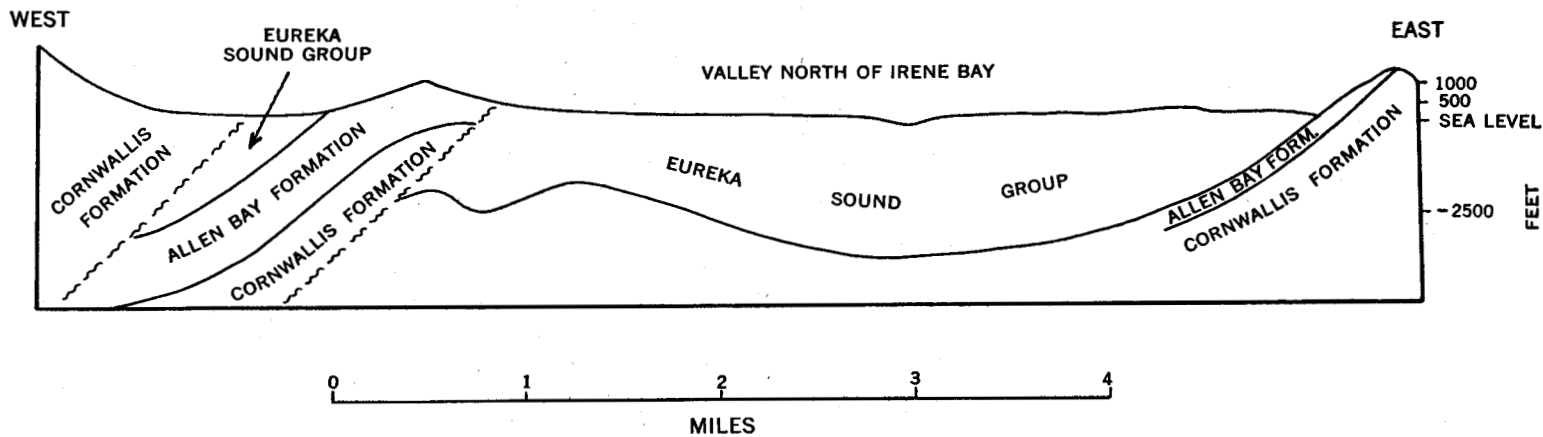 WEST
EUREKA
SOUND GROUP
VALLEY NORTH OF IRENE BAY
EAST
1000
500
SEA LEVEL
-2500
FEET
CORNWALLIS
FORMATION
ALLEN BAY FORMATION
CORNWALLIS FORMATION
EUREKA SOUND GROUP
ALLEN BAY FORM.
CORNWALLIS FORMATION
0 1 2 3 4
MILES